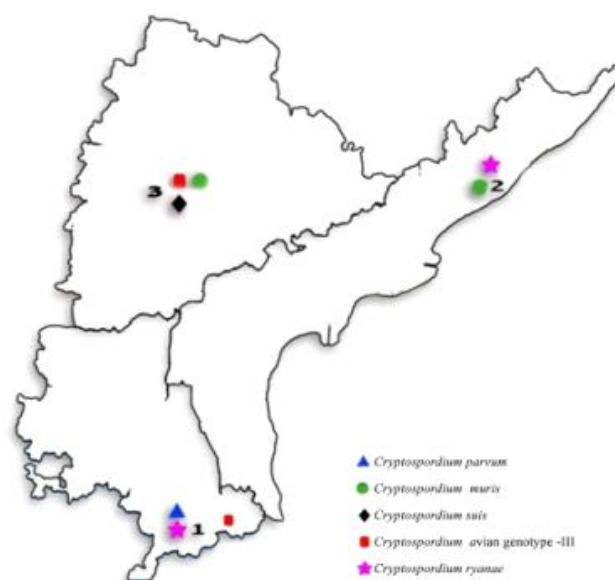 3
2
1
Cryptospordium parvum
Cryptospordium muris
Cryptospordium suis
Cryptospordium avian genotype -III
Cryptospordium ryanae